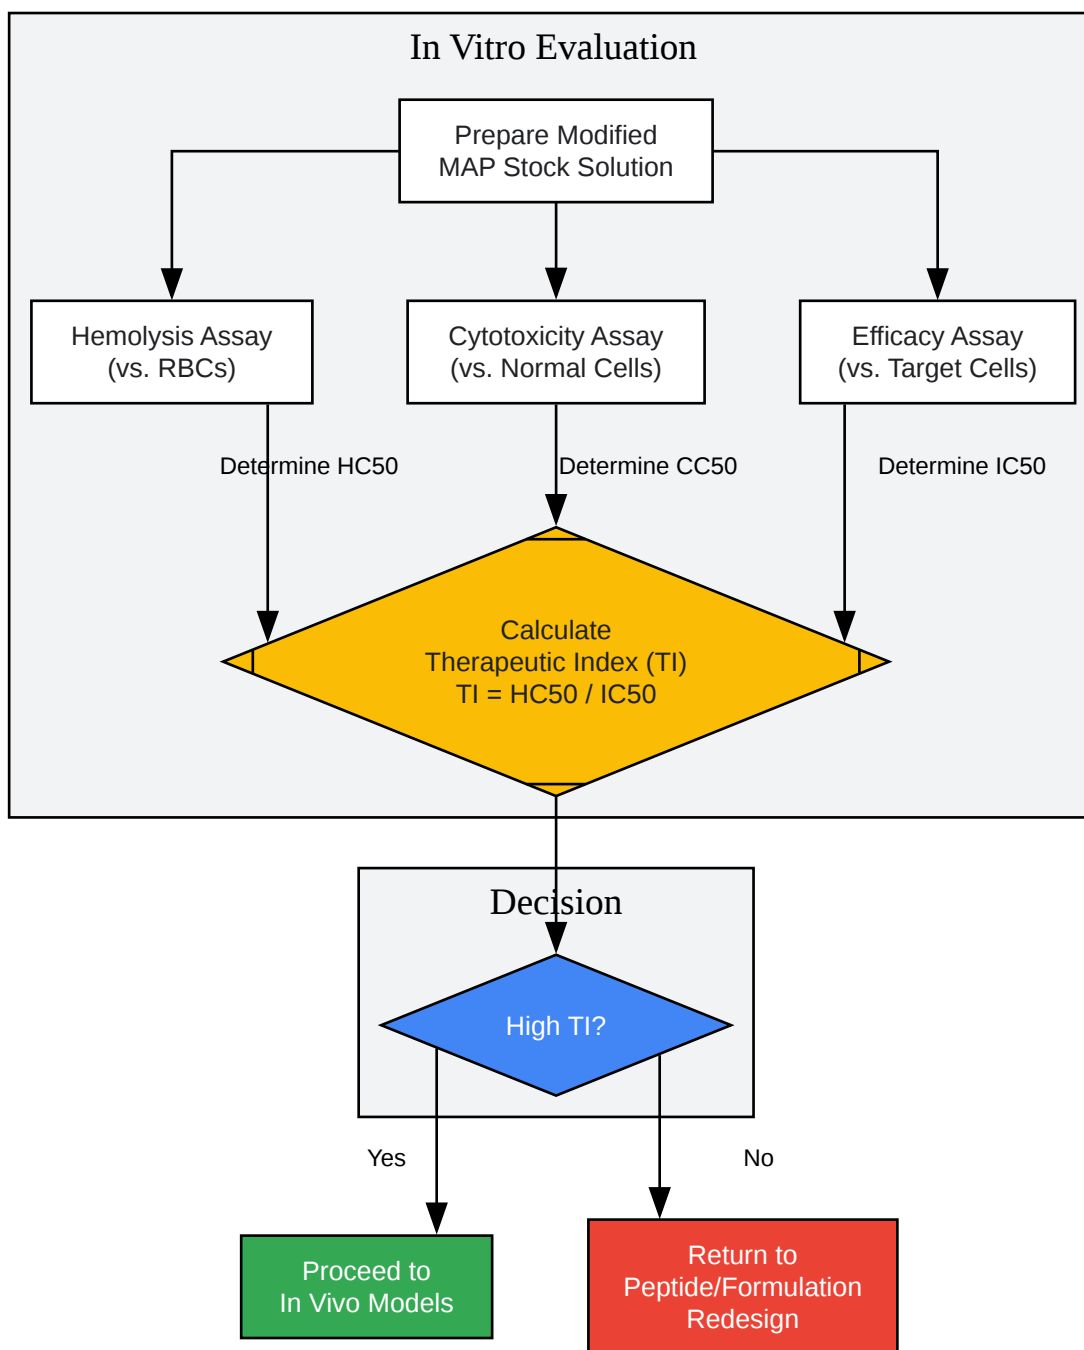 In Vitro Evaluation
Prepare Modified
MAP Stock Solution
Hemolysis Assay
(vs. RBCs)
Cytotoxicity Assay
(vs. Normal Cells)
Efficacy Assay
(vs. Target Cells)
Determine HC50
Determine CC50
Determine IC50
Calculate
Therapeutic Index (TI)
TI = HC50 / IC50
Decision
High TI?
Yes
No
Proceed to
In Vivo Models
Return to
Peptide/Formulation
Redesign